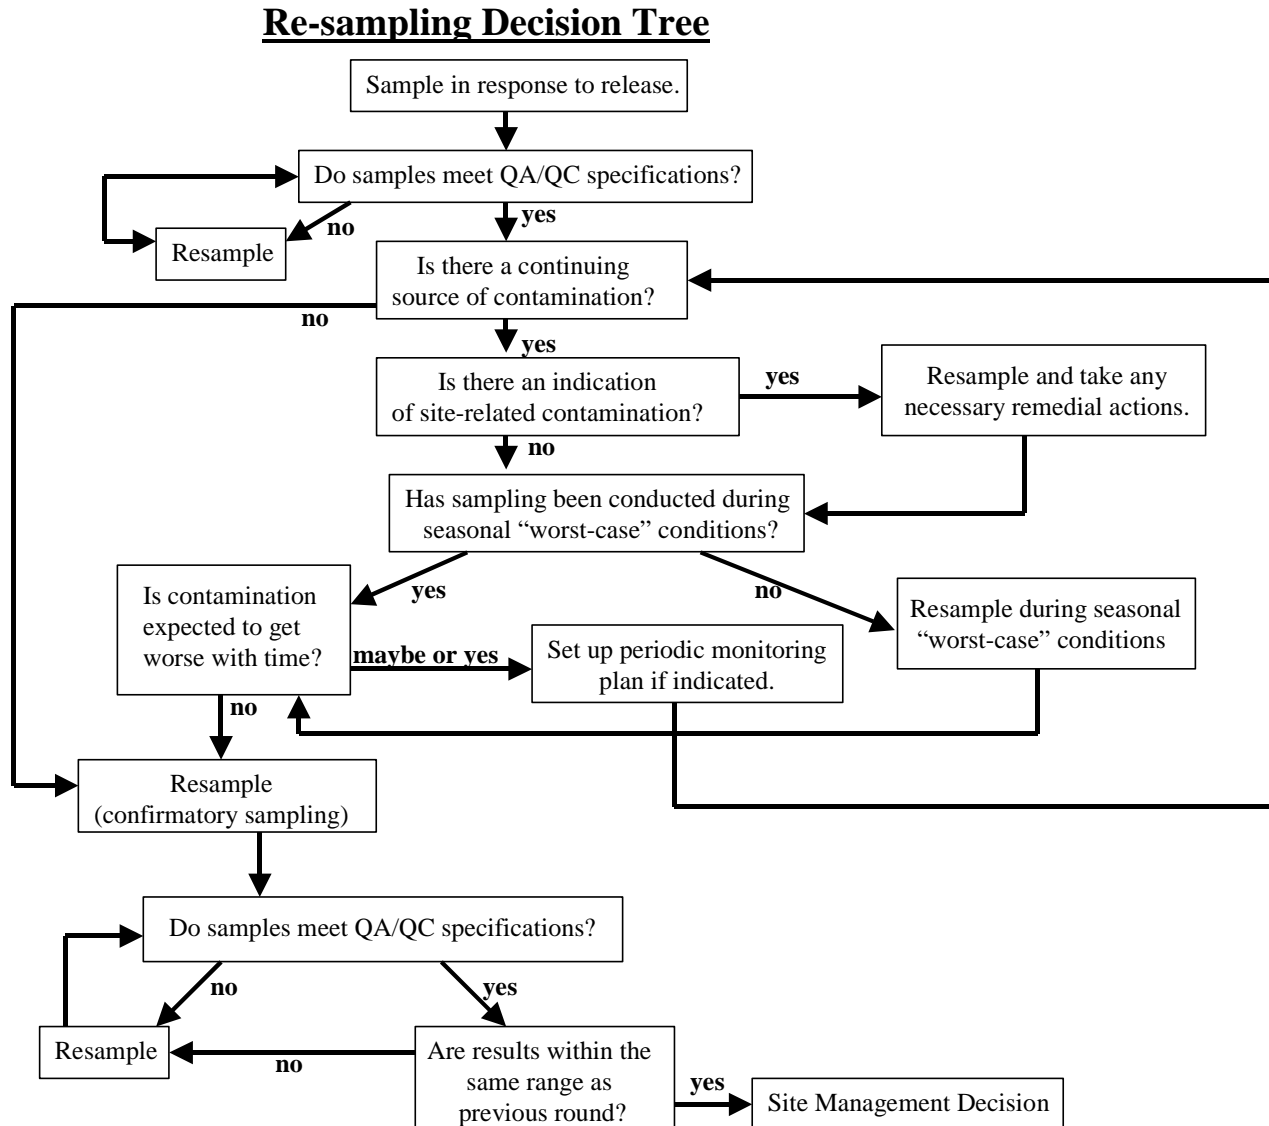 Re-sampling Decision Tree
Sample in response to release.
Do samples meet QA/QC specifications?
no
yes
Resample
Is there a continuing
source of contamination?
no
yes
Is there an indication
of site-related contamination?
yes
Resample and take any
necessary remedial actions.
no
Has sampling been conducted during
seasonal “worst-case” conditions?
yes
no
Is contamination
expected to get
worse with time?
maybe or yes
Set up periodic monitoring
plan if indicated.
Resample during seasonal
“worst-case” conditions
no
Resample
(confirmatory sampling)
Do samples meet QA/QC specifications?
no
yes
Resample
no
Are results within the
same range as
previous round?
yes
Site Management Decision